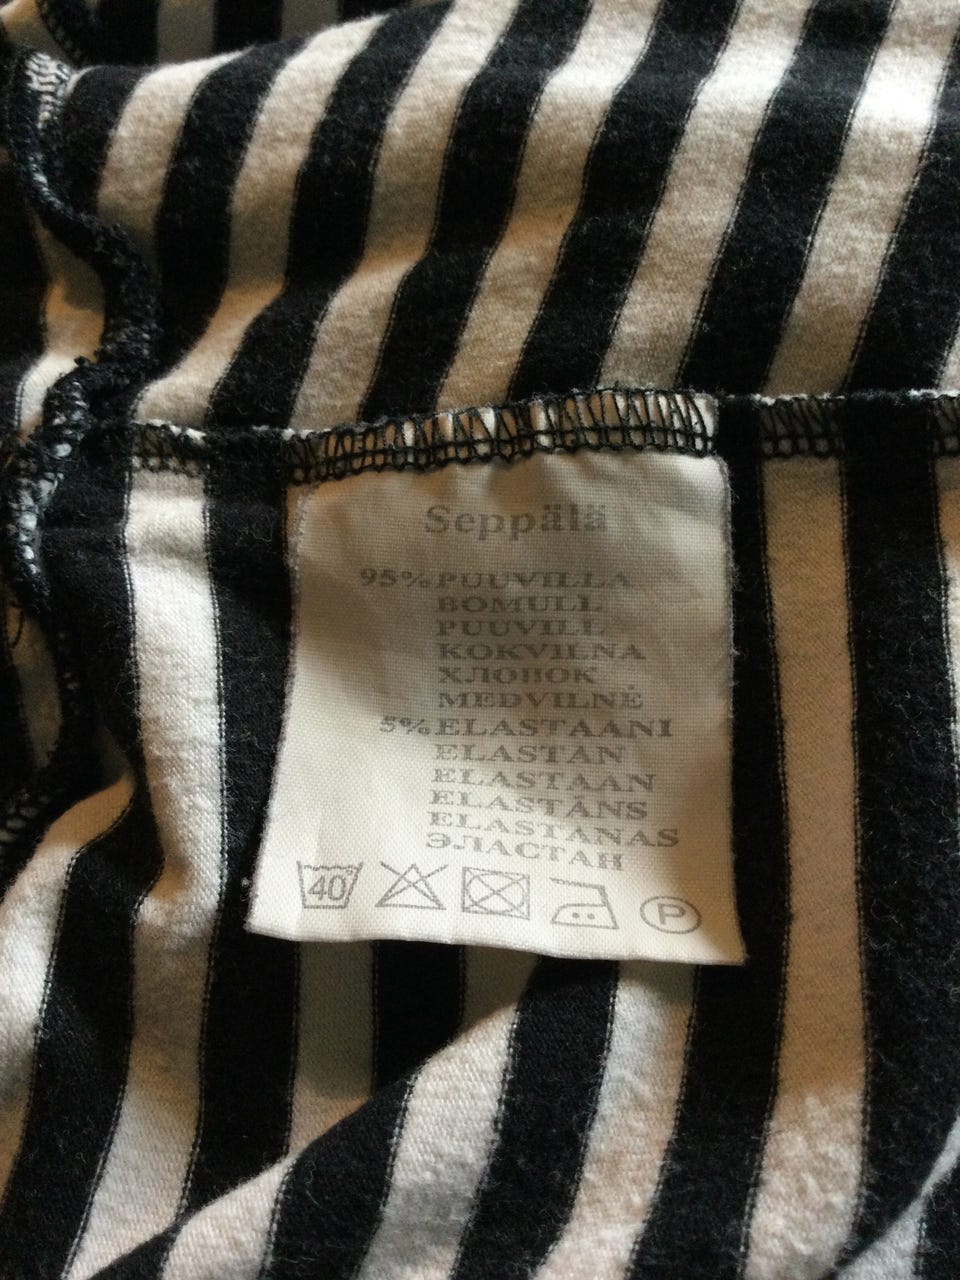 Seppälä
95% PUUVILLA
BOMULL
PUUVILL
KOKVILNA
ХЛОПОК
MEDVILNĖ
5% ELASTAANI
ELASTAN
ELASTAAN
ELASTĀNS
ELASTANAS
ЭЛАСТАН
40 P